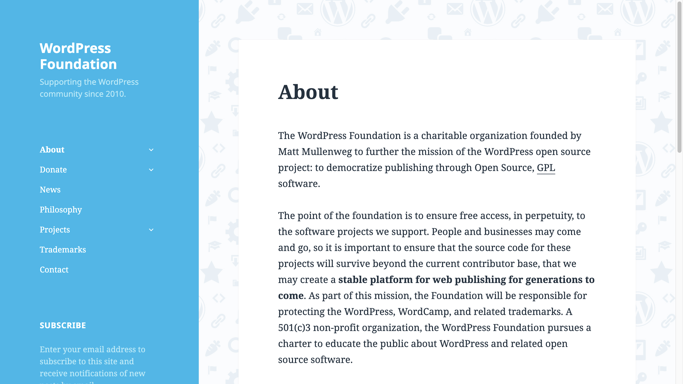 WordPress
Foundation
Supporting the WordPress
community since 2010.
About
Donate
News
Philosophy
Projects
Trademarks
Contact
SUBSCRIBE
Enter your email address to
subscribe to this site and
receive notifications of new
About
The WordPress Foundation is a charitable organization founded by
Matt Mullenweg to further the mission of the WordPress open source
project: to democratize publishing through Open Source, GPL
software.
The point of the foundation is to ensure free access, in perpetuity, to
the software projects we support. People and businesses may come
and go, so it is important to ensure that the source code for these
projects will survive beyond the current contributor base, that we
may create a stable platform for web publishing for generations to
come. As part of this mission, the Foundation will be responsible for
protecting the WordPress, WordCamp, and related trademarks. A
501(c)3 non-profit organization, the WordPress Foundation pursues a
charter to educate the public about WordPress and related open
source software.